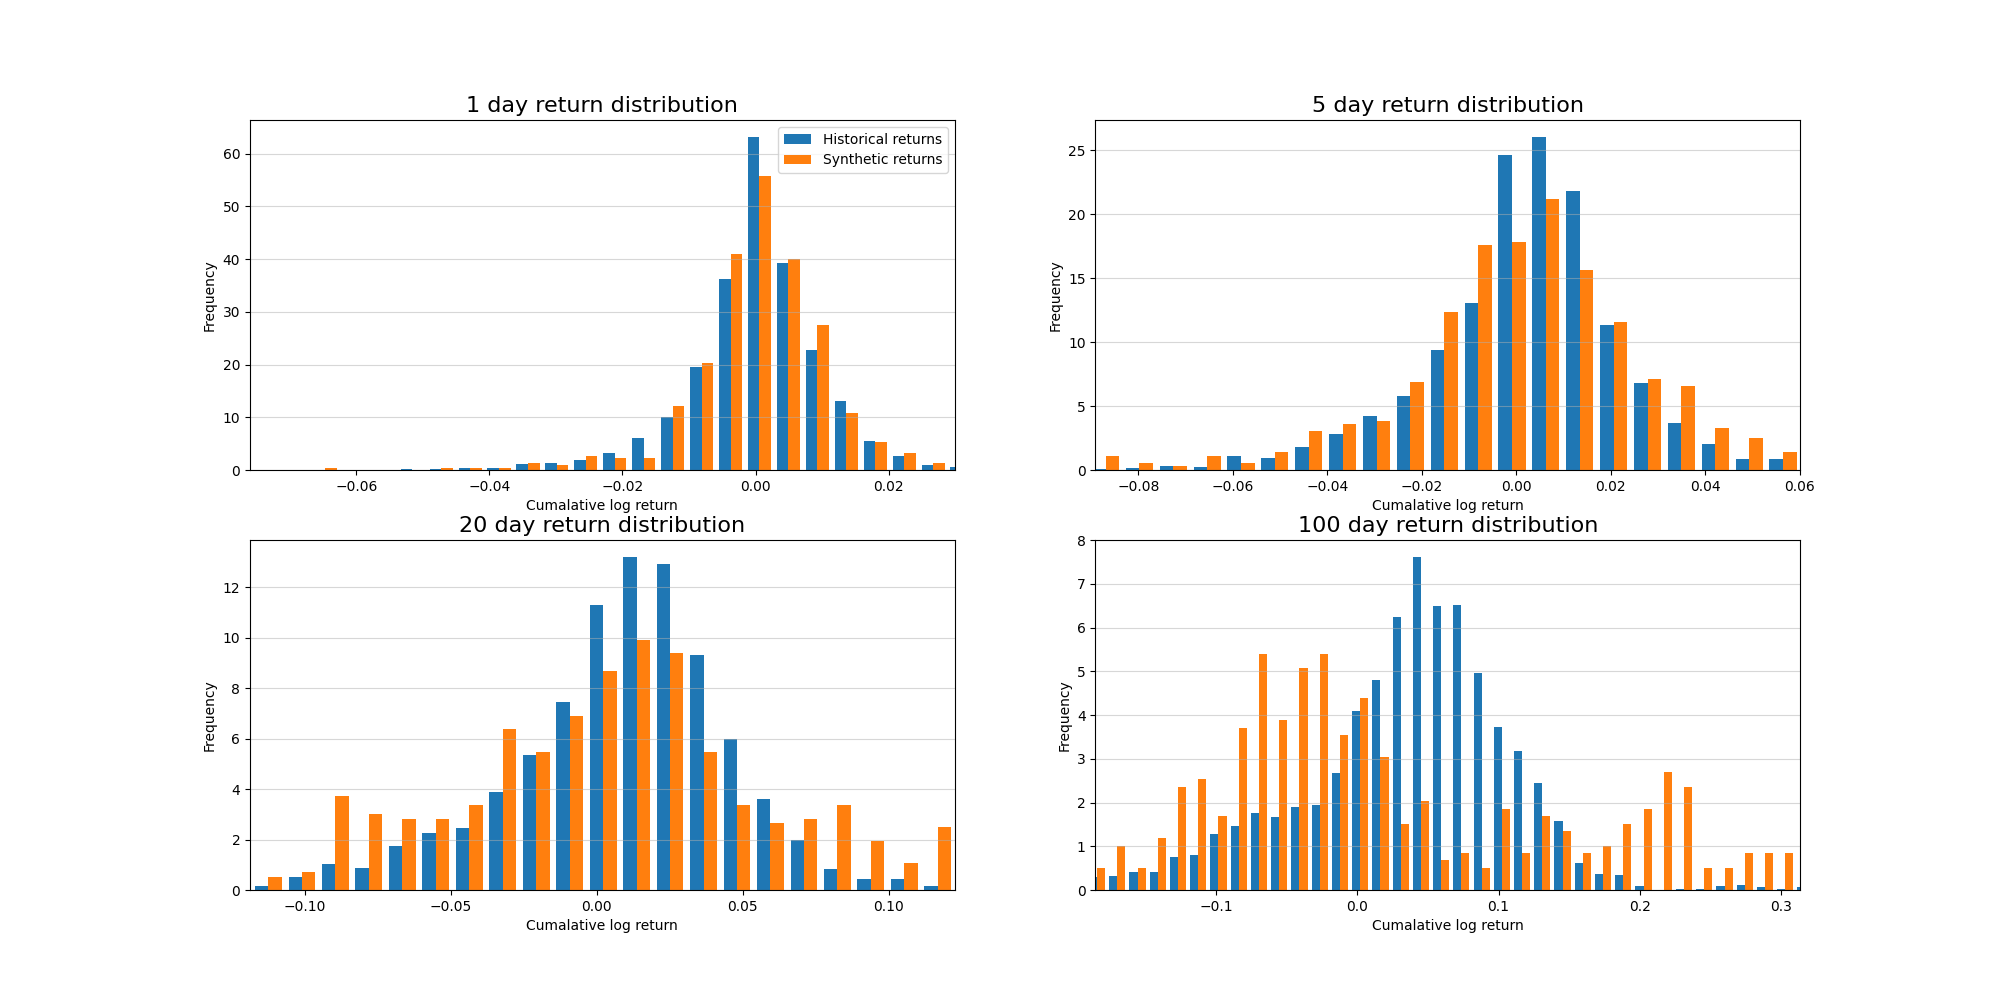 1 day return distribution
Historical returns
Synthetic returns
60
50
40
30
20
10
0
Frequency
−0.06 −0.04 −0.02 0.00 0.02
Cumalative log return
5 day return distribution
25
20
15
10
5
0
Frequency
−0.08 −0.06 −0.04 −0.02 0.00 0.02 0.04 0.06
Cumalative log return
20 day return distribution
12
10
8
6
4
2
0
Frequency
−0.10 −0.05 0.00 0.05 0.10
Cumalative log return
100 day return distribution
8
7
6
5
4
3
2
1
0
Frequency
−0.1 0.0 0.1 0.2 0.3
Cumalative log return